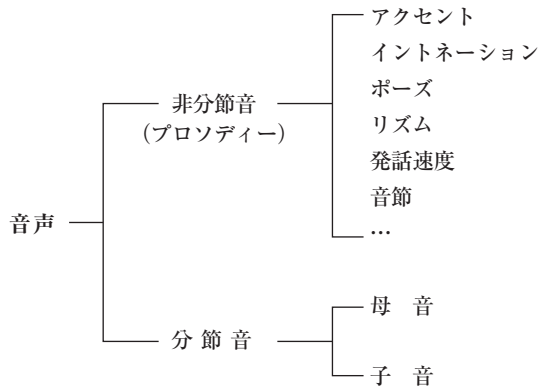 音声
非分節音
（プロソディー）
アクセント
イントネーション
ポーズ
リズム
発話速度
音節
…
分節音
母音
子音